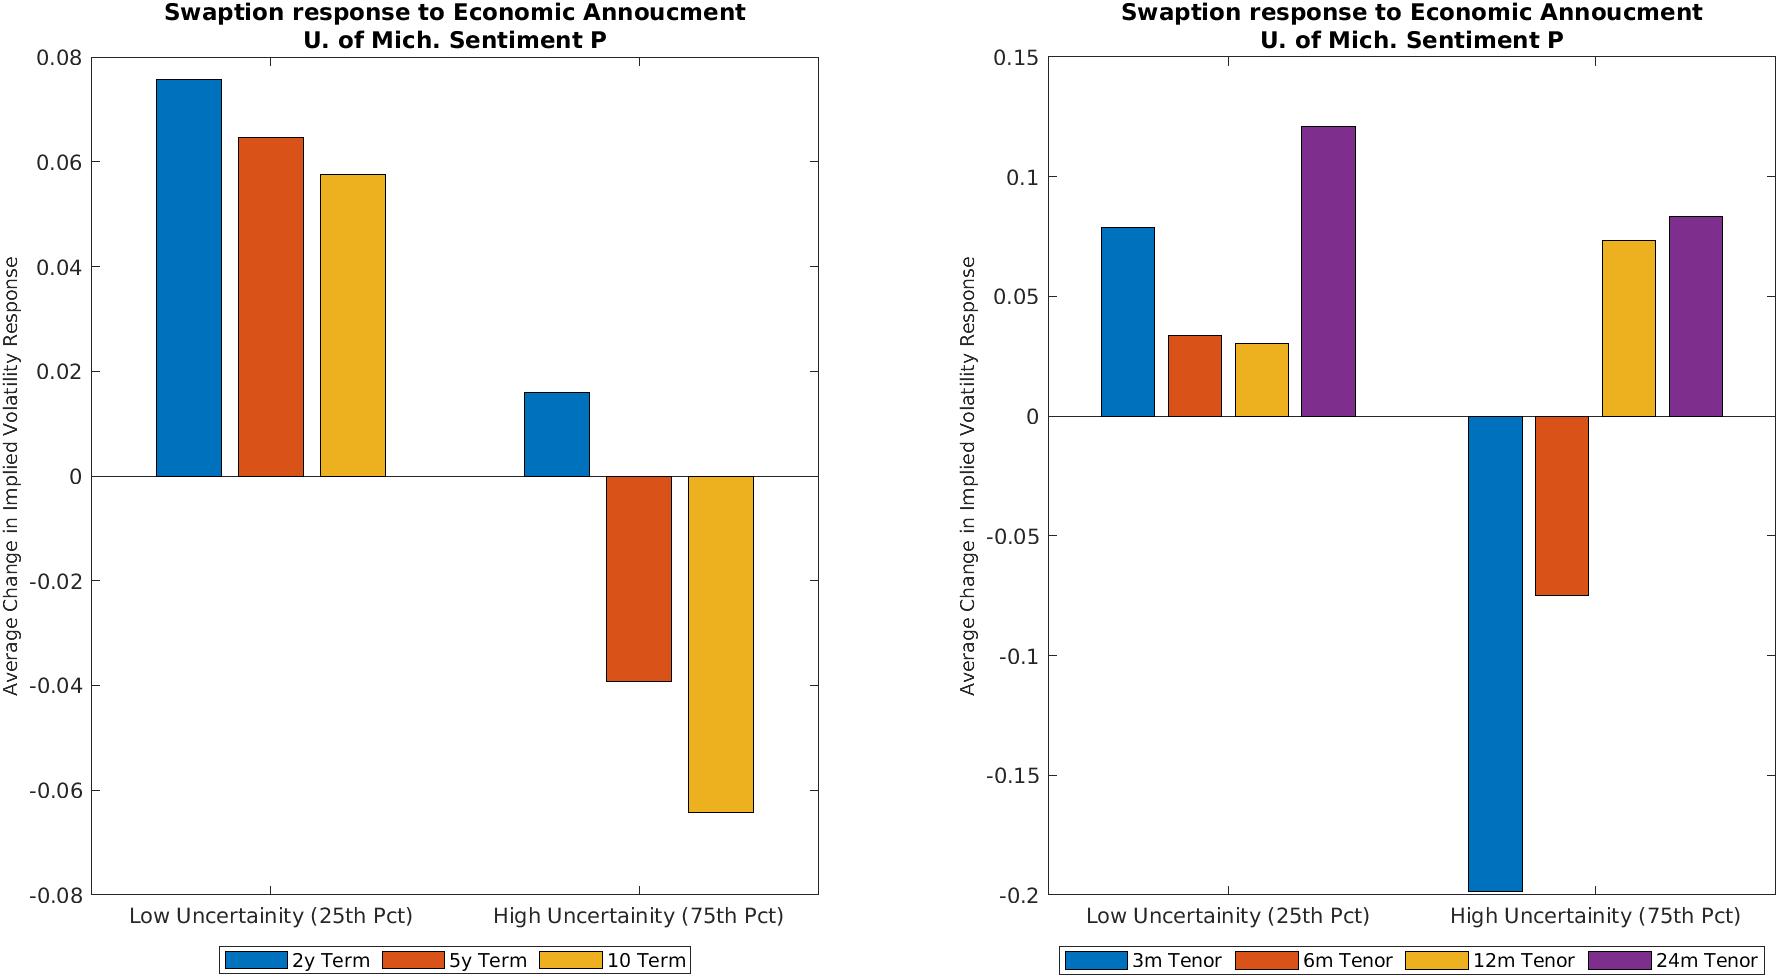 Swaption response to Economic Annoucment
U. of Mich. Sentiment P
Average Change in Implied Volatility Response
0.08
0.06
0.04
0.02
0
-0.02
-0.04
-0.06
-0.08
Low Uncertainity (25th Pct)
High Uncertainity (75th Pct)
2y Term
5y Term
10 Term
Swaption response to Economic Annoucment
U. of Mich. Sentiment P
Average Change in Implied Volatility Response
0.15
0.1
0.05
0
-0.05
-0.1
-0.15
-0.2
Low Uncertainity (25th Pct)
High Uncertainity (75th Pct)
3m Tenor
6m Tenor
12m Tenor
24m Tenor